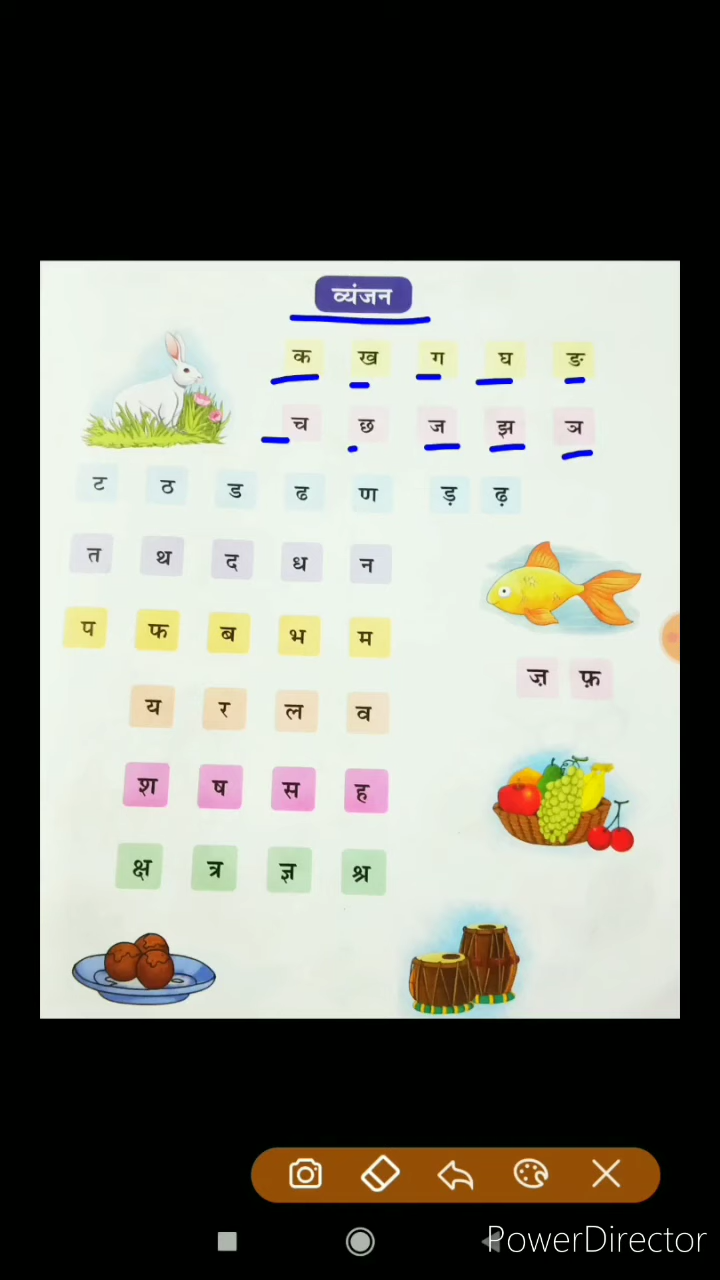 व्यंजन
क ख ग घ ङ
च छ ज झ ञ
ट ठ ड ढ ण ड़ ढ़
त थ द ध न
प फ ब भ म
ज़ फ़
य र ल व
श ष स ह
क्ष त्र ज्ञ श्र
PowerDirector